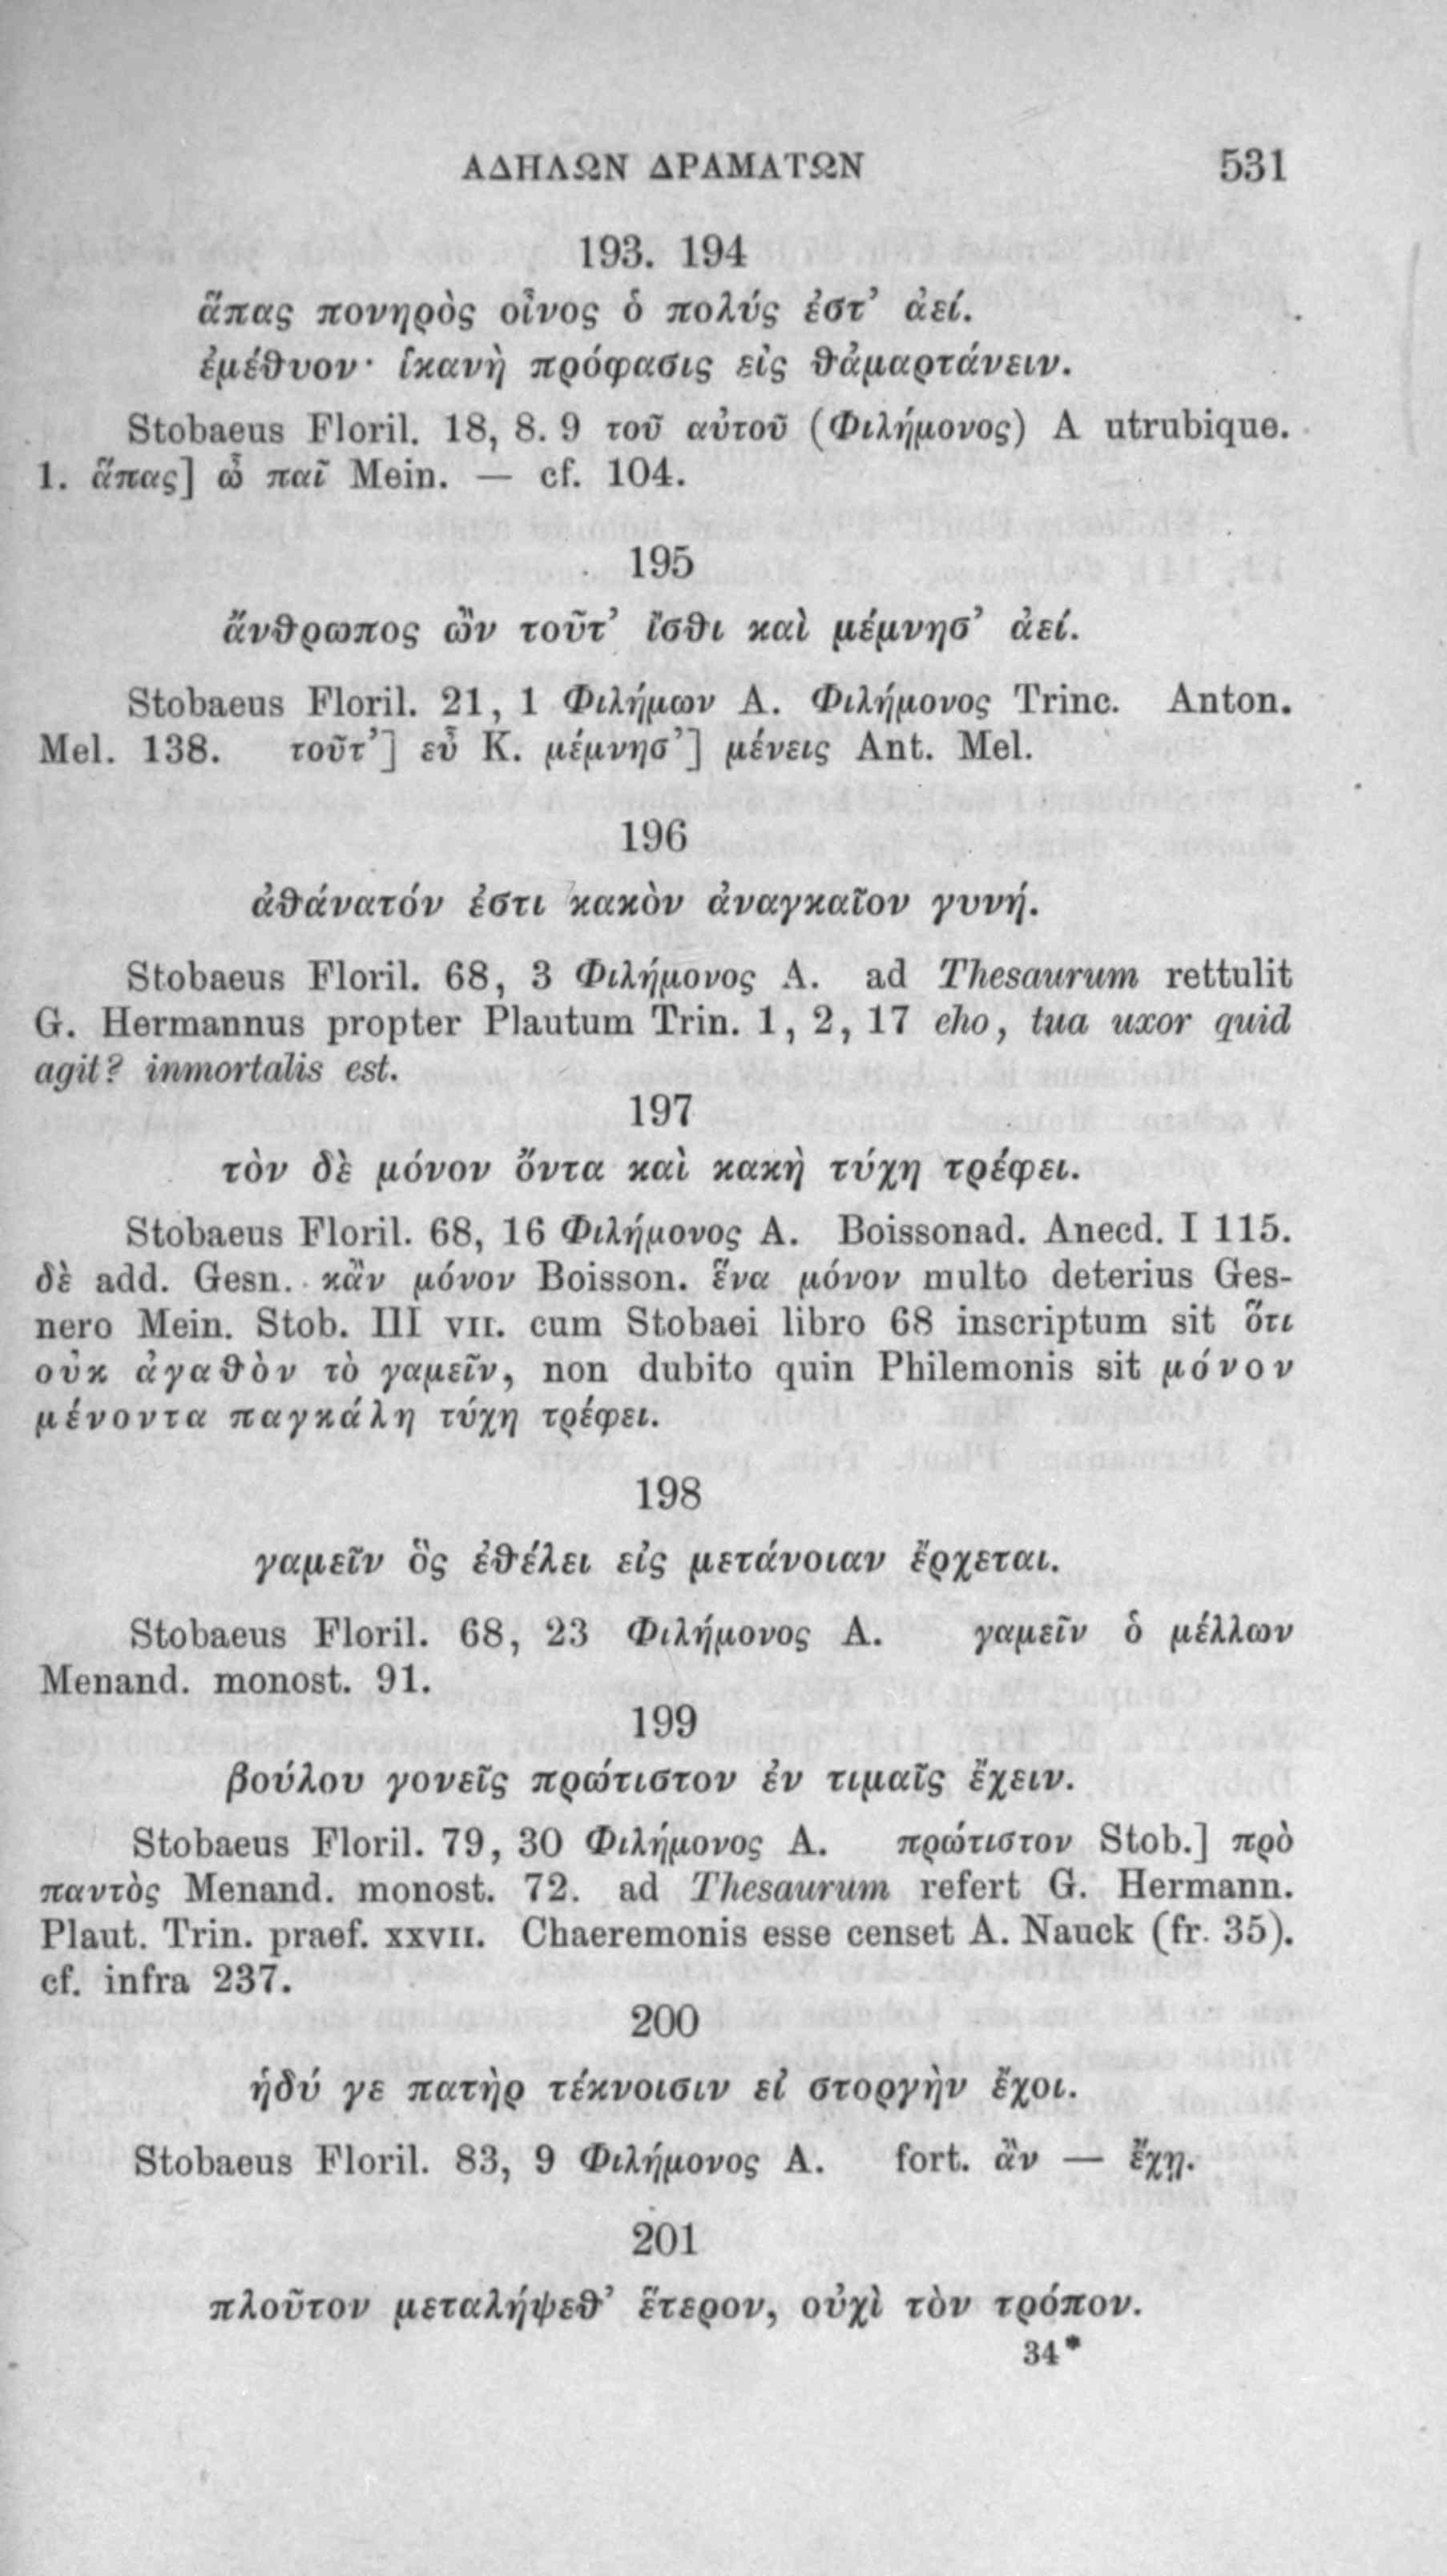 ΑΔΗΛΩΝ ΔΡΑΜΑΤΩΝ 531
193. 194
ἅπας πονηρὸς οἶνος ὁ πολύς ἐστ’ ἀεί.
ἐμέθυον· ἱκανὴ πρόφασις εἰς θἀμαρτάνειν.
Stobaeus Floril. 18, 8. 9 τοῦ αὐτοῦ (Φιλήμονος) A utrubique.
1. ἅπας] ὦ παῖ Mein. — cf. 104.
195
ἄνθρωπος ὢν τοῦτ’ ἴσθι καὶ μέμνησ’ ἀεί.
Stobaeus Floril. 21, 1 Φιλήμων A. Φιλήμονος Trinc. Anton.
Mel. 138. τοῦτ’] εὖ K. μέμνησ’] μένεις Ant. Mel.
196
ἀθάνατόν ἐστι κακὸν ἀναγκαῖον γυνή.
Stobaeus Floril. 68, 3 Φιλήμονος A. ad Thesaurum rettulit
G. Hermannus propter Plautum Trin. 1, 2, 17 eho, tua uxor quid
agit? inmortalis est.
197
τὸν δὲ μόνον ὄντα καὶ κακὴ τύχη τρέφει.
Stobaeus Floril. 68, 16 Φιλήμονος A. Boissonad. Anecd. I 115.
δὲ add. Gesn. κἂν μόνον Boisson. ἕνα μόνον multo deterius Ges-
nero Mein. Stob. III VII. cum Stobaei libro 68 inscriptum sit ὅτι
οὐκ ἀγαθὸν τὸ γαμεῖν, non dubito quin Philemonis sit μόνον
μένοντα παγκάλη τύχη τρέφει.
198
γαμεῖν ὃς ἐθέλει εἰς μετάνοιαν ἔρχεται.
Stobaeus Floril. 68, 23 Φιλήμονος A. γαμεῖν ὁ μέλλων
Menand. monost. 91.
199
βούλου γονεῖς πρώτιστον ἐν τιμαῖς ἔχειν.
Stobaeus Floril. 79, 30 Φιλήμονος A. πρώτιστον Stob.] πρὸ
παντὸς Menand. monost. 72. ad Thesaurum refert G. Hermann.
Plaut. Trin. praef. XXVII. Chaeremonis esse censet A. Nauck (fr. 35).
cf. infra 237.
200
ἡδύ γε πατὴρ τέκνοισιν εἰ στοργὴν ἔχοι.
Stobaeus Floril. 83, 9 Φιλήμονος A. fort. ἂν — ἔχῃ.
201
πλοῦτον μεταλήψεθ’ ἕτερον, οὐχὶ τὸν τρόπον.
34*